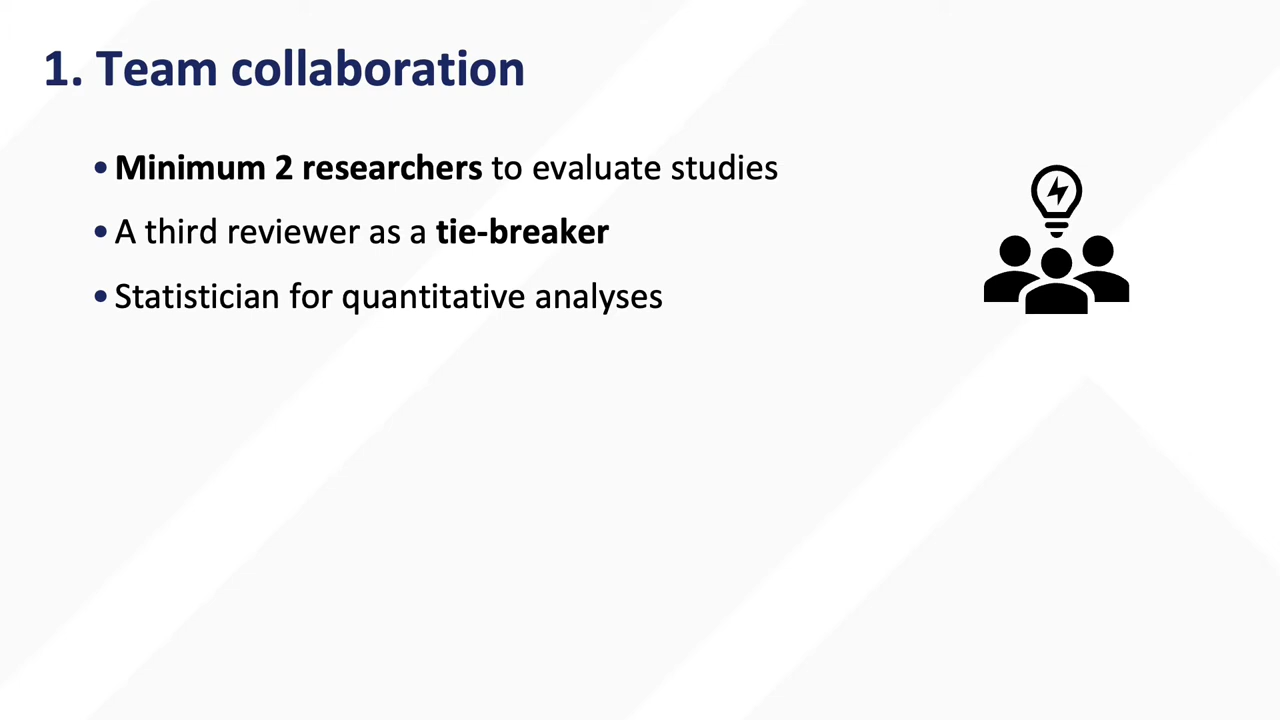 1. Team collaboration
• Minimum 2 researchers to evaluate studies
• A third reviewer as a tie-breaker
• Statistician for quantitative analyses